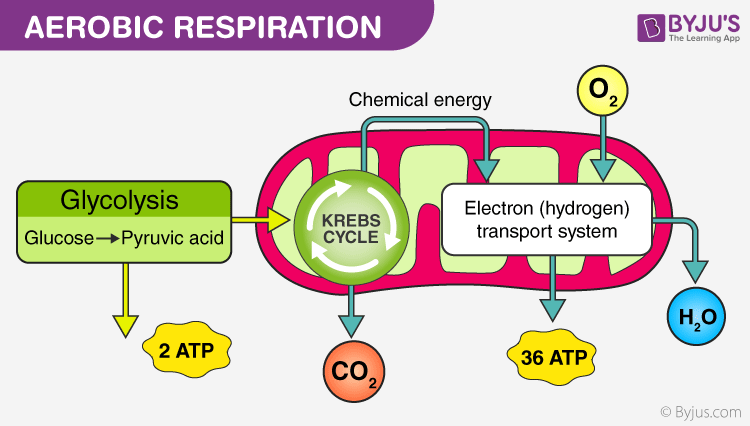 AEROBIC RESPIRATION
BYJU'S
The Learning App
Chemical energy
O2
Glycolysis
Glucose→Pyruvic acid
KREBS
CYCLE
Electron (hydrogen)
transport system
2 ATP
CO2
36 ATP
H2O
© Byjus.com